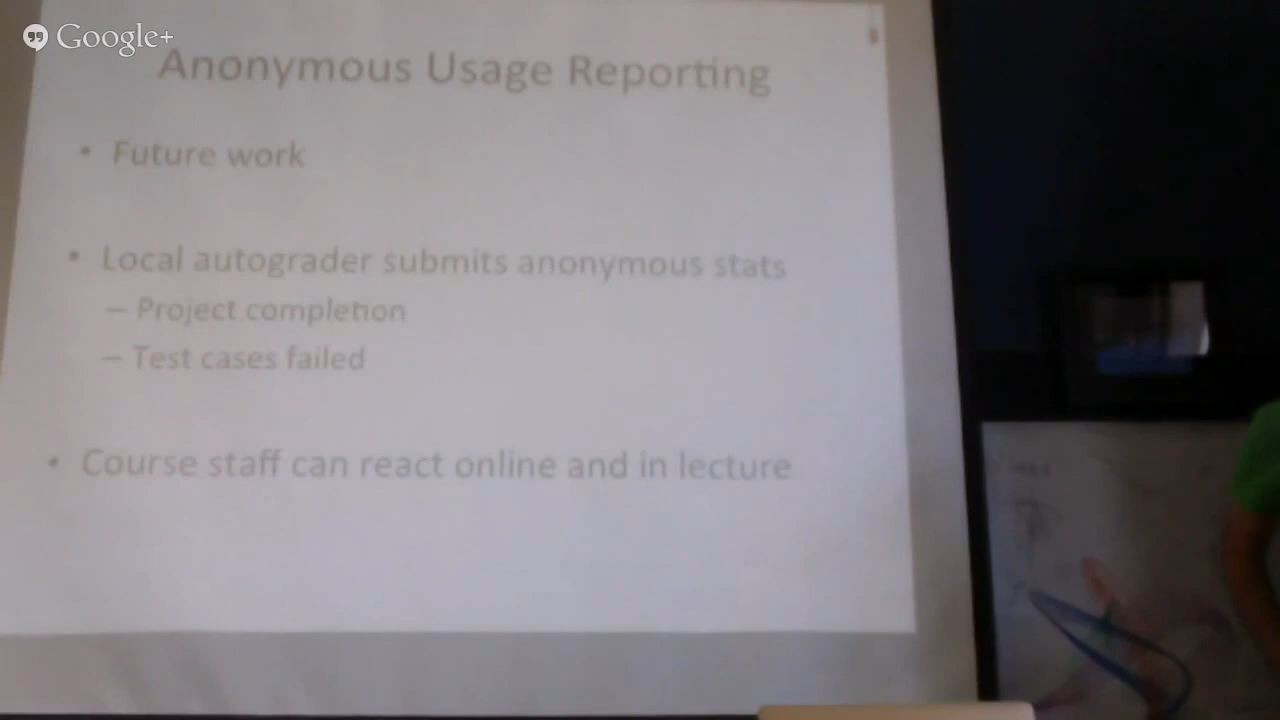 Google+
Anonymous Usage Reporting
• Future work
• Local autograder submits anonymous stats
– Project completion
– Test cases failed
• Course staff can react online and in lecture